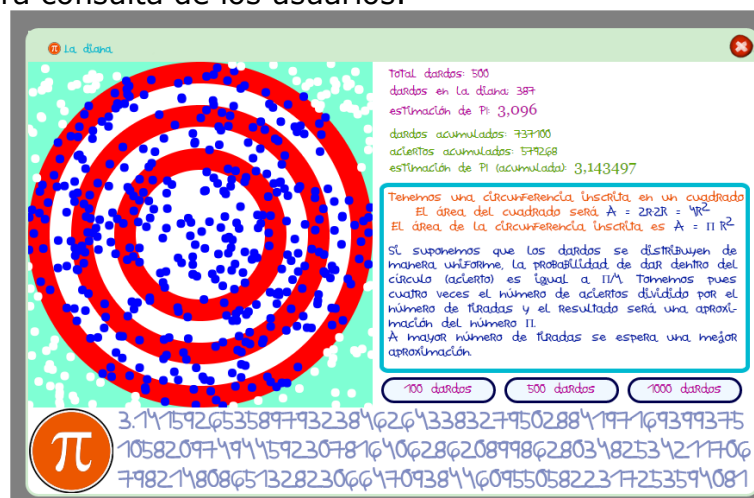 ra consulta de los usuarios.
π La diana
Total dardos: 500
dardos en la diana: 387
estimación de PI: 3,096
dardos acumulados: 737100
aciertos acumulados: 579268
estimación de PI (acumulada): 3,143497
Tenemos una circunferencia inscrita en un cuadrado
El área del cuadrado será A = 2R2R = 4R²
El área de la circunferencia inscrita es A = Π R²
Si suponemos que los dardos se distribuyen de
manera uniforme, la probabilidad de dar dentro del
círculo (acierto) es igual a Π/4. Tomemos pues
cuatro veces el número de aciertos dividido por el
número de tiradas y el resultado será una aproxi-
mación del número Π.
A mayor número de tiradas se espera una mejor
aproximación.
100 dardos 500 dardos 1000 dardos
3.141592653589793238462643383279502884197169399375
π 10582097494459230781640628620899862803482534211706
79821480865132823066470938446095505822317253594081